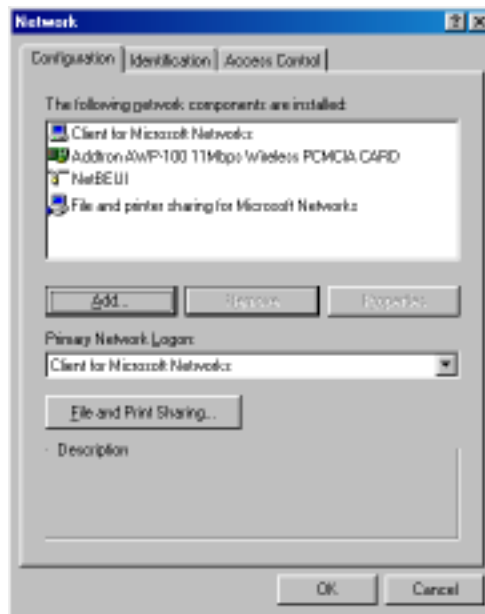 Network
Configuration Identification Access Control
The following network components are installed:
Client for Microsoft Networks
Addtron AWP-100 11Mbps Wireless PCMCIA CARD
NetBEUI
File and printer sharing for Microsoft Networks
Add... Remove Properties
Primary Network Logon:
Client for Microsoft Networks
File and Print Sharing...
Description
OK Cancel